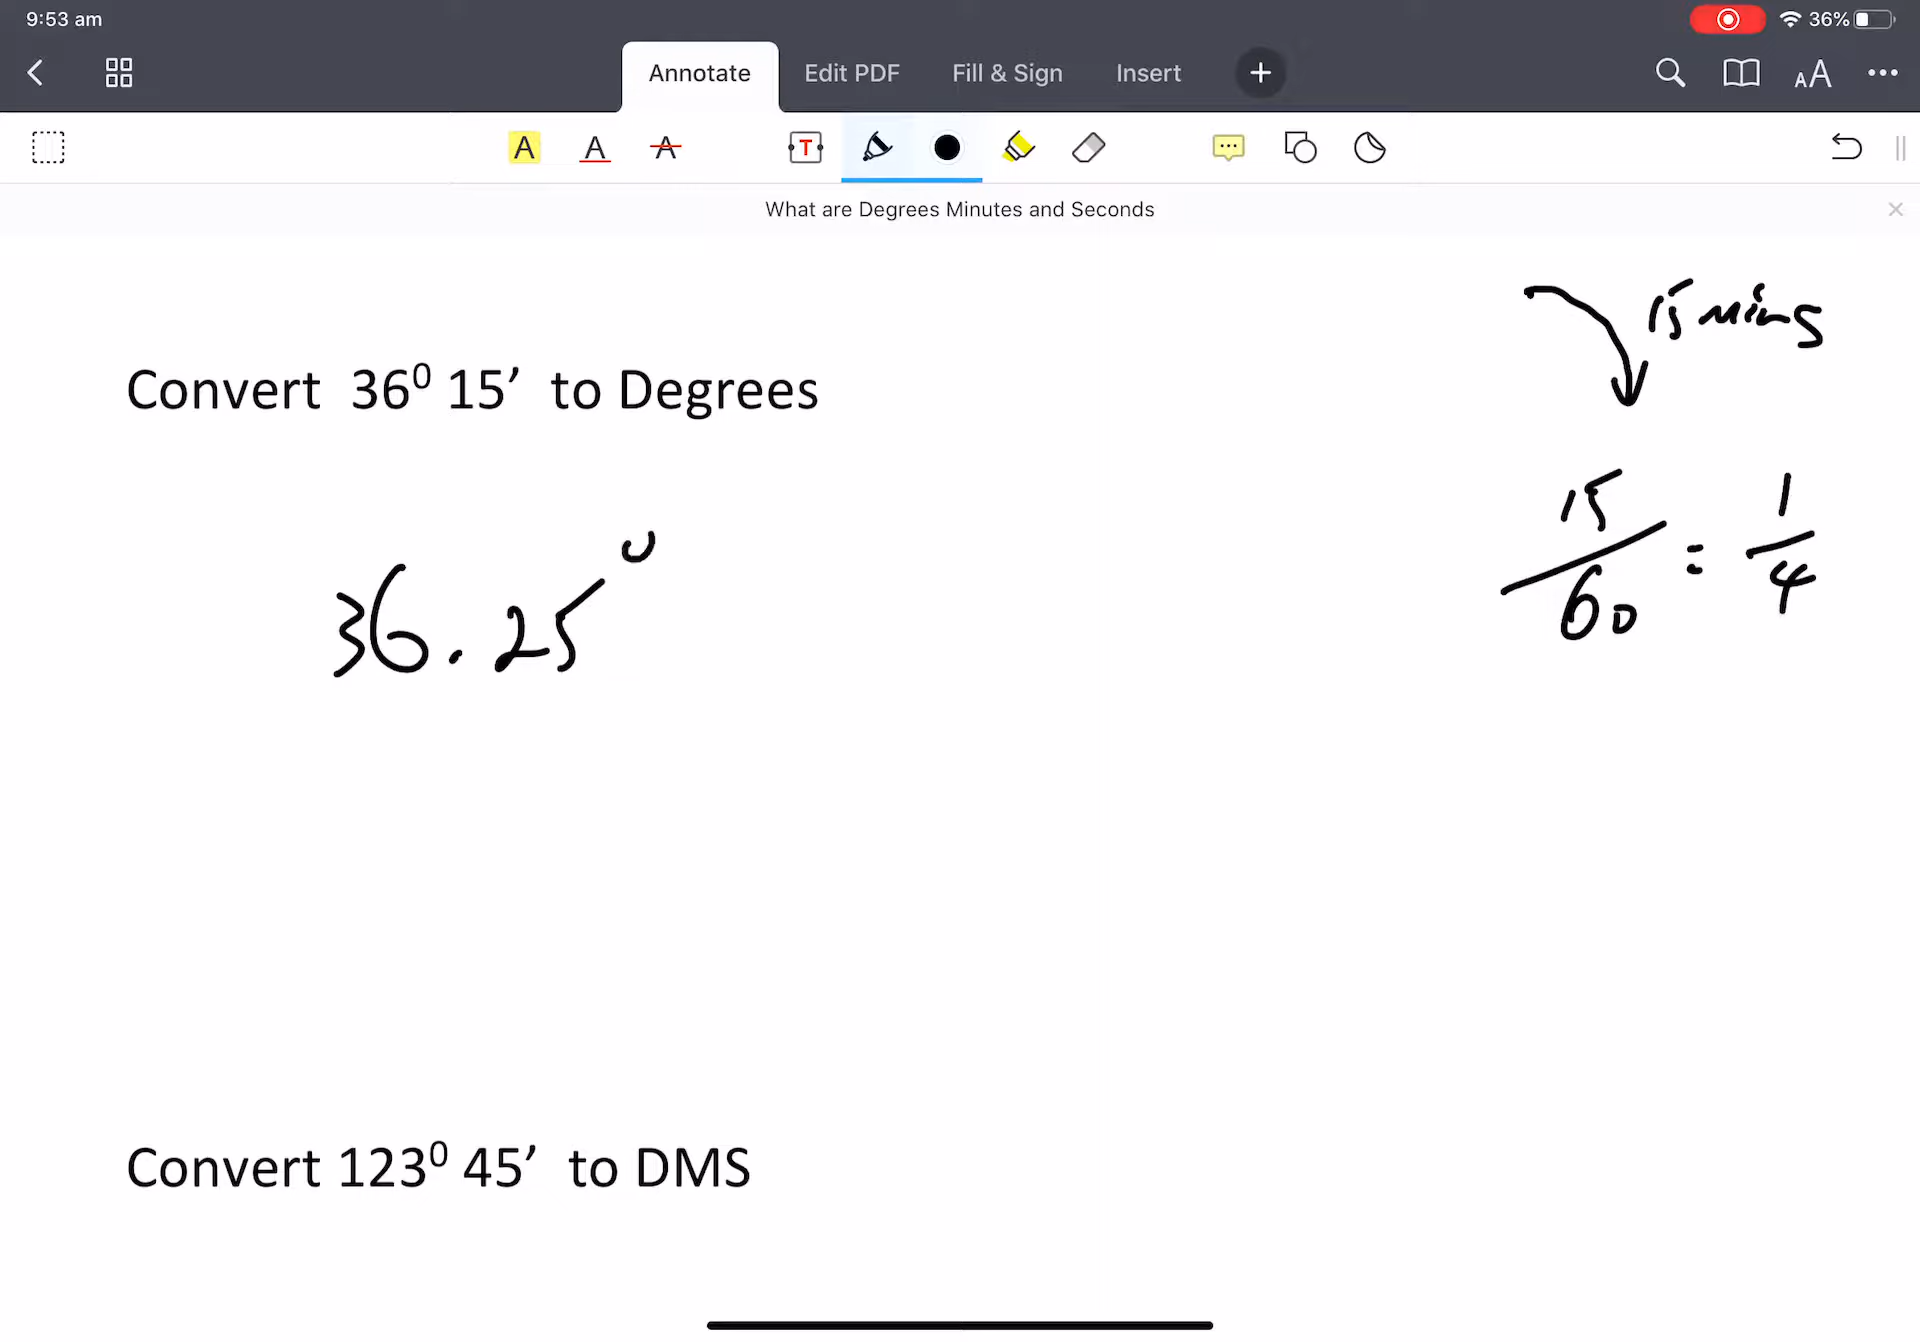 9:53 am
36%
Annotate Edit PDF Fill & Sign Insert
AA
A A A T
What are Degrees Minutes and Seconds
15 mins
Convert 36⁰ 15’ to Degrees
15/60 = 1/4
36.25°
Convert 123⁰ 45’ to DMS